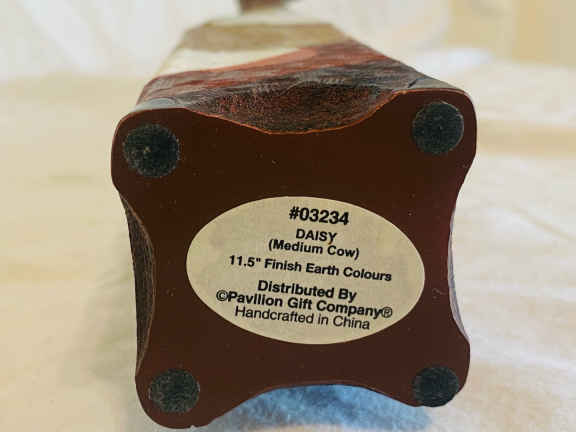 #03234
DAISY
(Medium Cow)
11.5" Finish Earth Colours
Distributed By
©Pavilion Gift Company®
Handcrafted in China